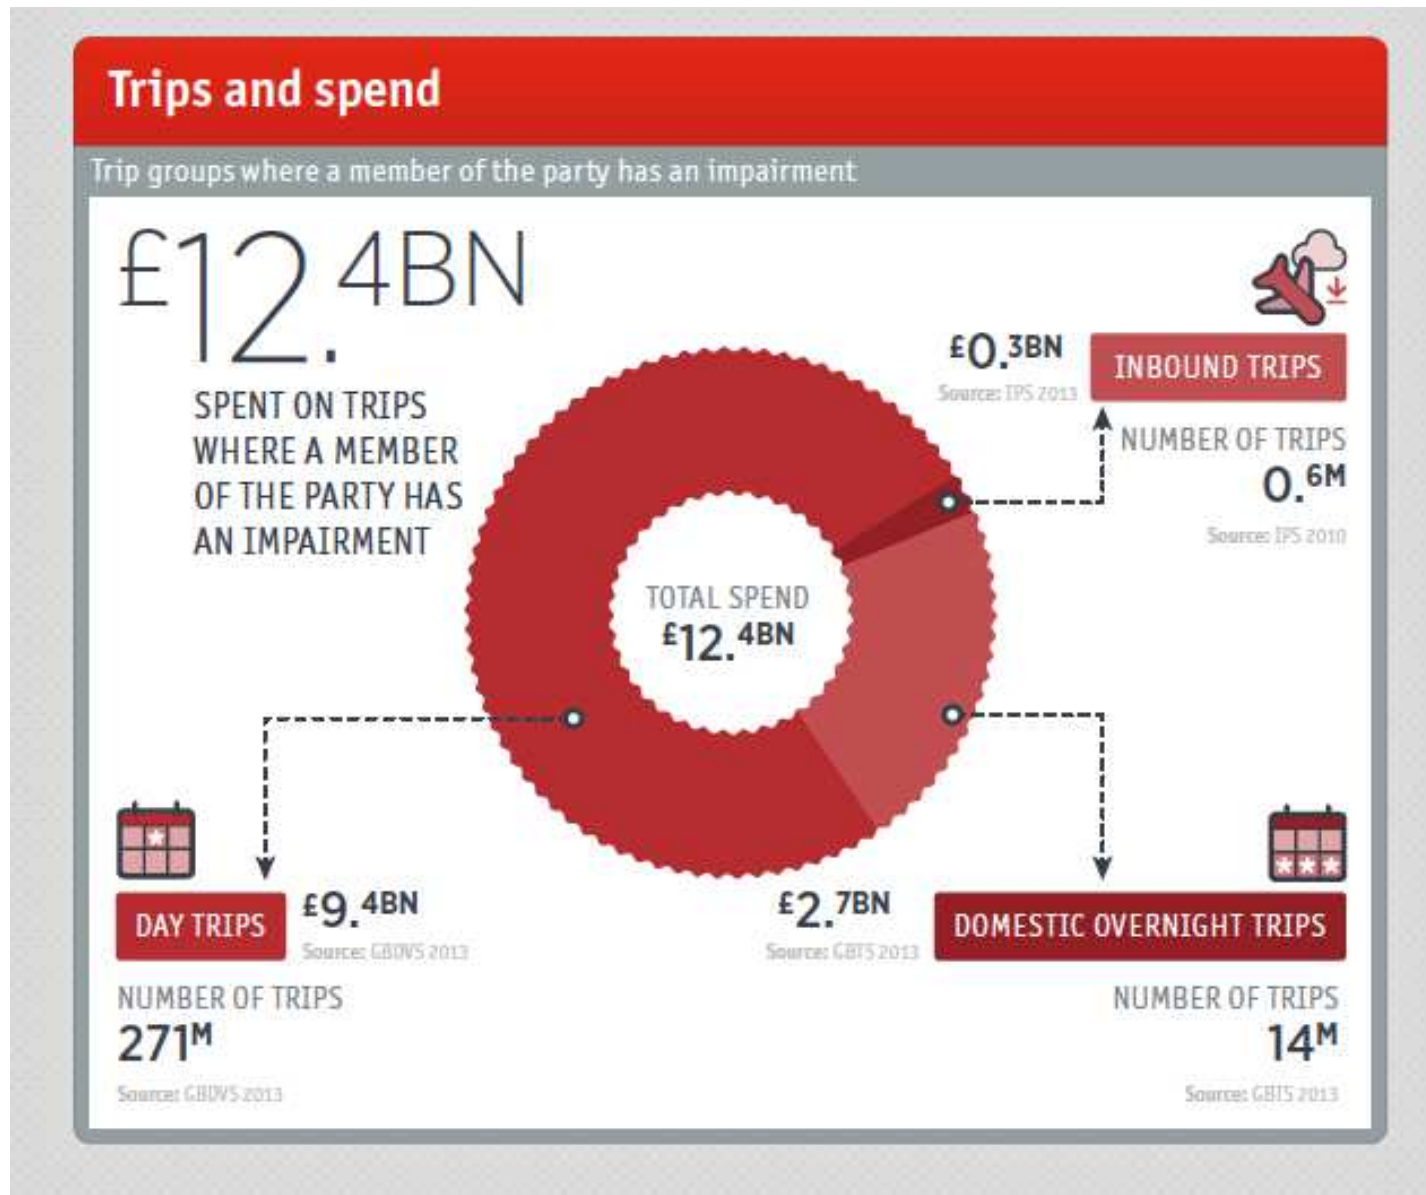 Trips and spend
Trip groups where a member of the party has an impairment
£12.4BN
SPENT ON TRIPS
WHERE A MEMBER
OF THE PARTY HAS
AN IMPAIRMENT
£0.3BN
Source: IPS 2013
INBOUND TRIPS
NUMBER OF TRIPS
0.6M
Source: IPS 2010
TOTAL SPEND
£12.4BN
DAY TRIPS
£9.4BN
Source: GBDVS 2013
NUMBER OF TRIPS
271M
Source: GBDVS 2013
£2.7BN
Source: GBTS 2013
DOMESTIC OVERNIGHT TRIPS
NUMBER OF TRIPS
14M
Source: GBTS 2013